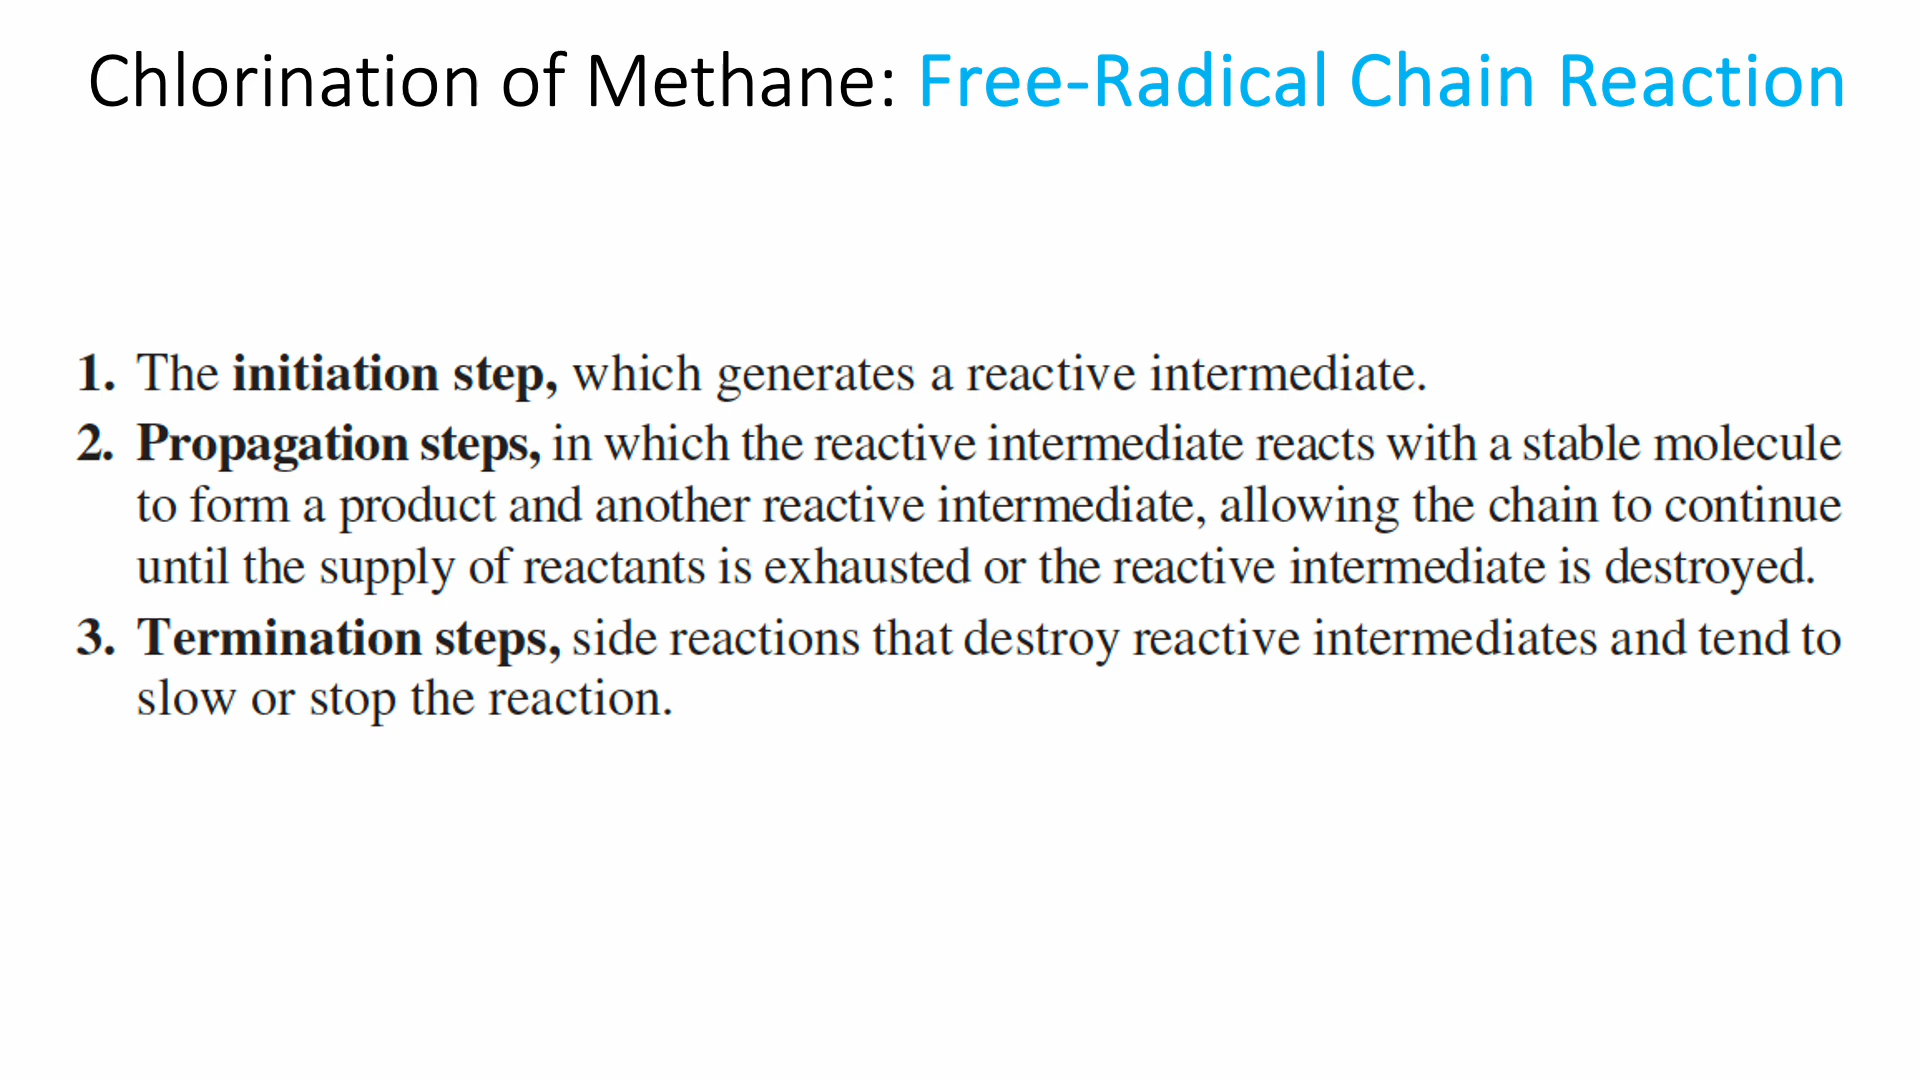 Chlorination of Methane: Free-Radical Chain Reaction
1. The initiation step, which generates a reactive intermediate.
2. Propagation steps, in which the reactive intermediate reacts with a stable molecule
to form a product and another reactive intermediate, allowing the chain to continue
until the supply of reactants is exhausted or the reactive intermediate is destroyed.
3. Termination steps, side reactions that destroy reactive intermediates and tend to
slow or stop the reaction.